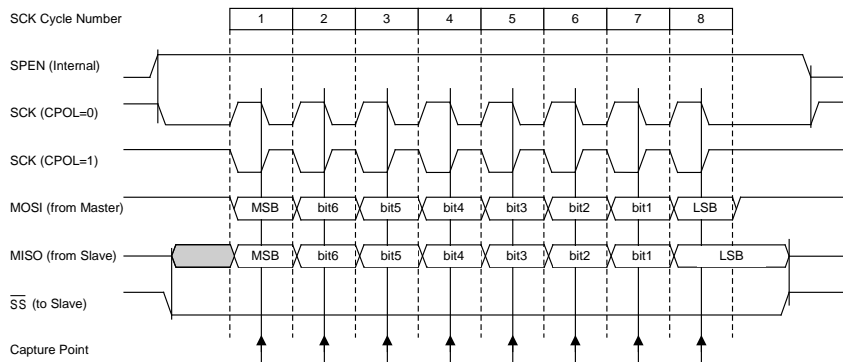 SCK Cycle Number 1 2 3 4 5 6 7 8
SPEN (Internal)
SCK (CPOL=0)
SCK (CPOL=1)
MOSI (from Master) MSB bit6 bit5 bit4 bit3 bit2 bit1 LSB
MISO (from Slave) MSB bit6 bit5 bit4 bit3 bit2 bit1 LSB
SS (to Slave)
Capture Point